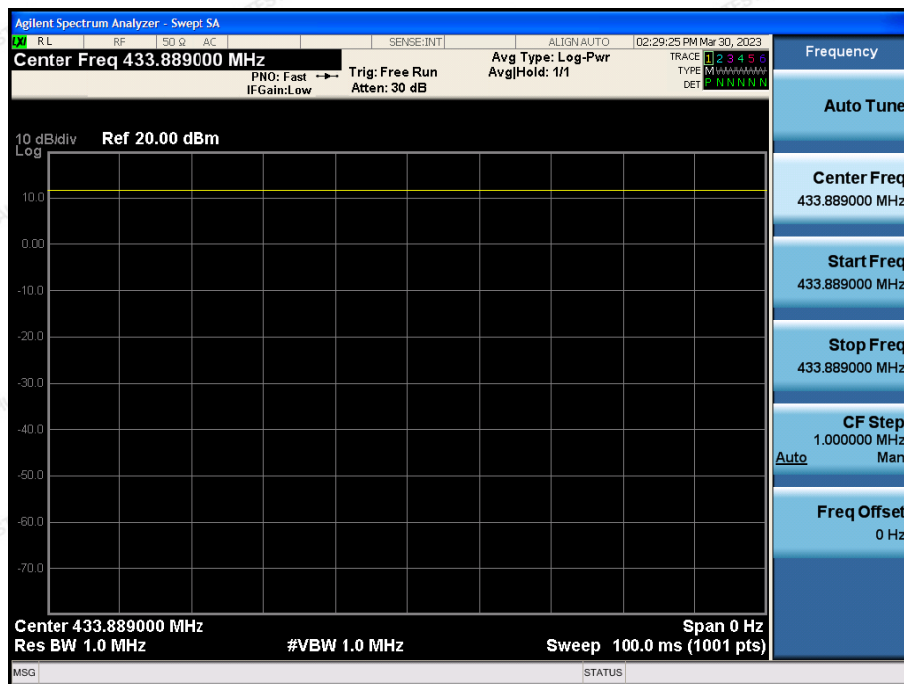 Agilent Spectrum Analyzer - Swept SA
LXI RL RF 50 Ω AC SENSE:INT ALIGN AUTO 02:29:25 PM Mar 30, 2023
Center Freq 433.889000 MHz
PNO: Fast
IFGain:Low
Trig: Free Run
Atten: 30 dB
Avg Type: Log-Pwr
Avg|Hold: 1/1
TRACE 1 2 3 4 5 6
TYPE M WWWWW
DET P N N N N N
10 dB/div
Log
Ref 20.00 dBm
10.0
0.00
-10.0
-20.0
-30.0
-40.0
-50.0
-60.0
-70.0
Center 433.889000 MHz Span 0 Hz
Res BW 1.0 MHz #VBW 1.0 MHz Sweep 100.0 ms (1001 pts)
MSG STATUS
Frequency
Auto Tune
Center Freq
433.889000 MHz
Start Freq
433.889000 MHz
Stop Freq
433.889000 MHz
CF Step
1.000000 MHz
Auto Man
Freq Offset
0 Hz